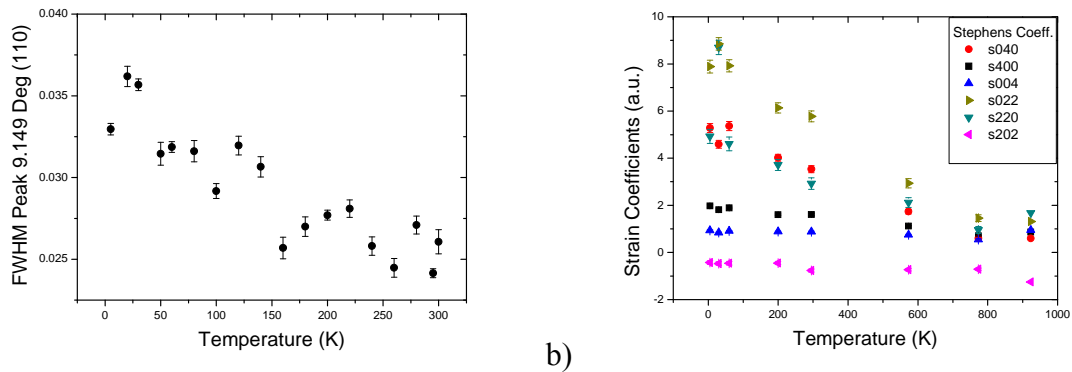 0.040
0.035
0.030
0.025
FWHM Peak 9.149 Deg (110)
0 50 100 150 200 250 300
Temperature (K)
b)
10
8
6
4
2
0
-2
Strain Coefficients (a.u.)
Stephens Coeff.
s040
s400
s004
s022
s220
s202
0 200 400 600 800 1000
Temperature (K)